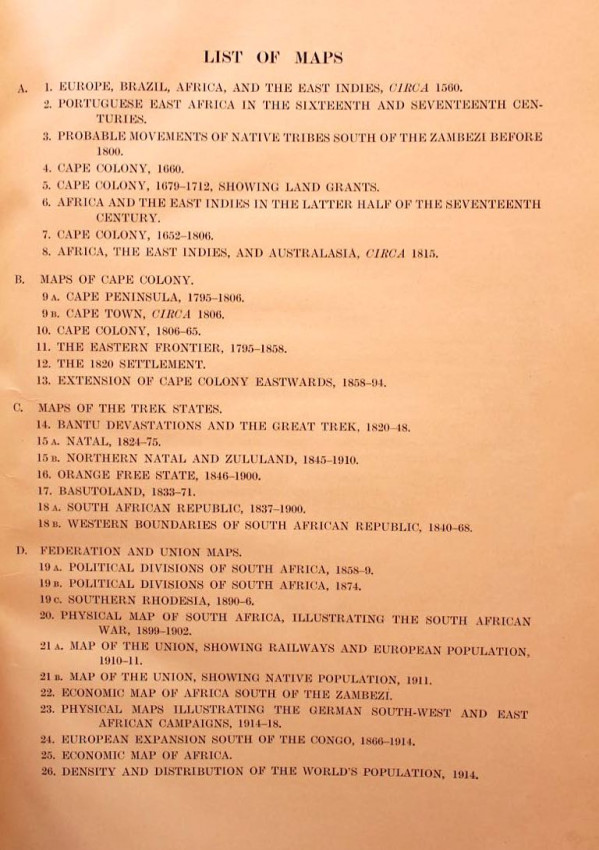 LIST OF MAPS
A. 1. EUROPE, BRAZIL, AFRICA, AND THE EAST INDIES, CIRCA 1560.
2. PORTUGUESE EAST AFRICA IN THE SIXTEENTH AND SEVENTEENTH CEN-
TURIES.
3. PROBABLE MOVEMENTS OF NATIVE TRIBES SOUTH OF THE ZAMBEZI BEFORE
1800.
4. CAPE COLONY, 1660.
5. CAPE COLONY, 1679–1712, SHOWING LAND GRANTS.
6. AFRICA AND THE EAST INDIES IN THE LATTER HALF OF THE SEVENTEENTH
CENTURY.
7. CAPE COLONY, 1652–1806.
8. AFRICA, THE EAST INDIES, AND AUSTRALASIA, CIRCA 1815.
B. MAPS OF CAPE COLONY.
9 A. CAPE PENINSULA, 1795–1806.
9 B. CAPE TOWN, CIRCA 1806.
10. CAPE COLONY, 1806–65.
11. THE EASTERN FRONTIER, 1795–1858.
12. THE 1820 SETTLEMENT.
13. EXTENSION OF CAPE COLONY EASTWARDS, 1858–94.
C. MAPS OF THE TREK STATES.
14. BANTU DEVASTATIONS AND THE GREAT TREK, 1820–48.
15 A. NATAL, 1824–75.
15 B. NORTHERN NATAL AND ZULULAND, 1845–1910.
16. ORANGE FREE STATE, 1846–1900.
17. BASUTOLAND, 1833–71.
18 A. SOUTH AFRICAN REPUBLIC, 1837–1900.
18 B. WESTERN BOUNDARIES OF SOUTH AFRICAN REPUBLIC, 1840–68.
D. FEDERATION AND UNION MAPS.
19 A. POLITICAL DIVISIONS OF SOUTH AFRICA, 1858–9.
19 B. POLITICAL DIVISIONS OF SOUTH AFRICA, 1874.
19 C. SOUTHERN RHODESIA, 1890–6.
20. PHYSICAL MAP OF SOUTH AFRICA, ILLUSTRATING THE SOUTH AFRICAN
WAR, 1899–1902.
21 A. MAP OF THE UNION, SHOWING RAILWAYS AND EUROPEAN POPULATION,
1910–11.
21 B. MAP OF THE UNION, SHOWING NATIVE POPULATION, 1911.
22. ECONOMIC MAP OF AFRICA SOUTH OF THE ZAMBEZI.
23. PHYSICAL MAPS ILLUSTRATING THE GERMAN SOUTH-WEST AND EAST
AFRICAN CAMPAIGNS, 1914–18.
24. EUROPEAN EXPANSION SOUTH OF THE CONGO, 1866–1914.
25. ECONOMIC MAP OF AFRICA.
26. DENSITY AND DISTRIBUTION OF THE WORLD'S POPULATION, 1914.